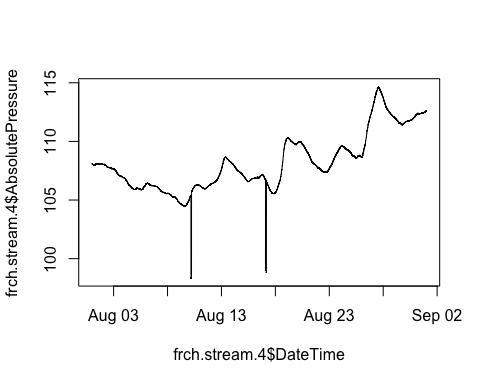 frch.stream.4$AbsolutePressure
115
110
105
100
Aug 03 Aug 13 Aug 23 Sep 02
frch.stream.4$DateTime